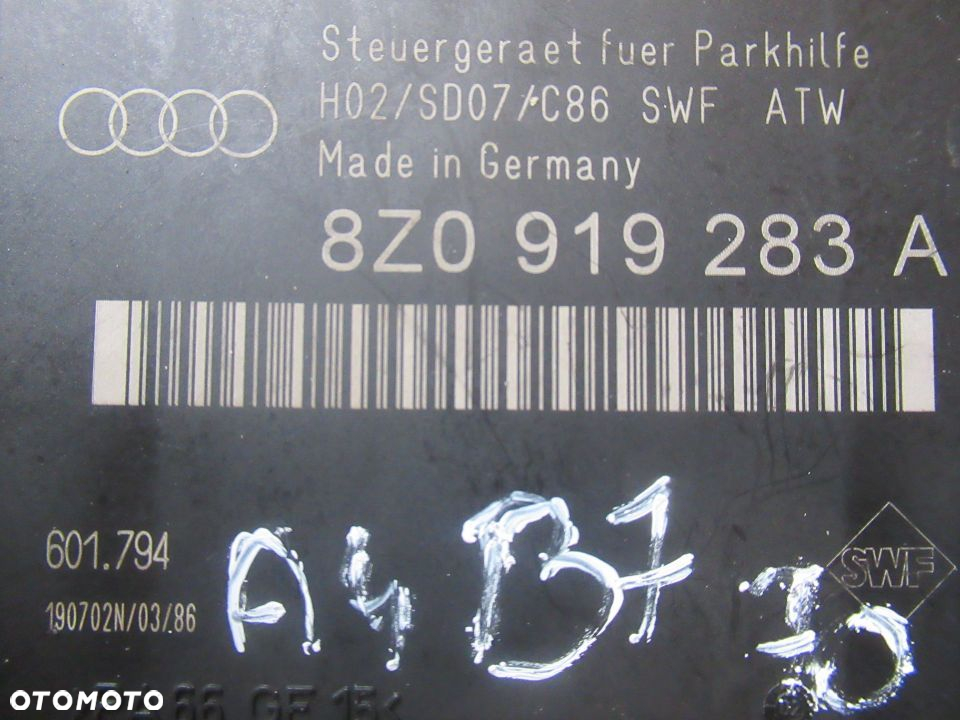 Steuergeraet fuer Parkhilfe
H02/SD07/C86 SWF ATW
Made in Germany
8Z0 919 283 A
601.794
190702N/03/86
A4 B7
SWF
OTOMOTO